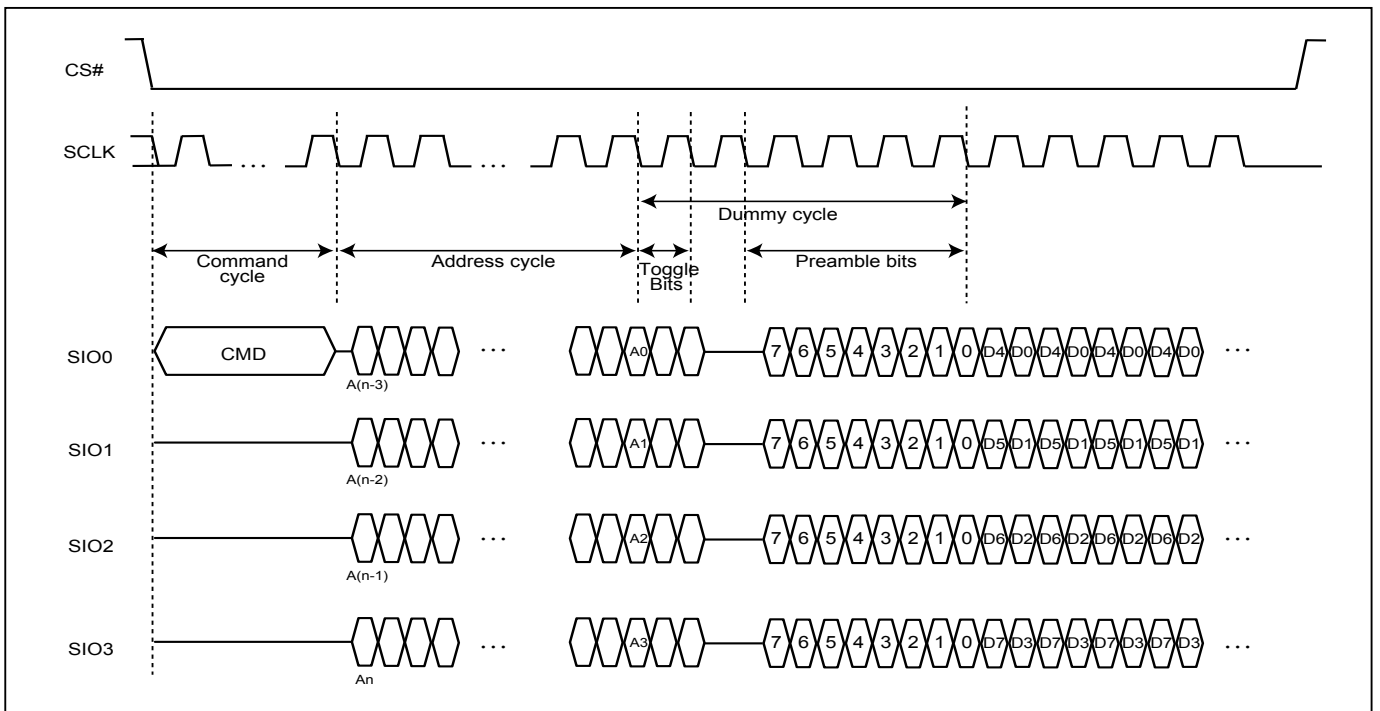 CS#
SCLK
...
...
Dummy cycle
Command
cycle
Address cycle
Toggle
Bits
Preamble bits
SIO0 CMD ... A0 7 6 5 4 3 2 1 0 D4 D0 D4 D0 D4 D0 D4 D0 ...
A(n-3)
SIO1 ... A1 7 6 5 4 3 2 1 0 D5 D1 D5 D1 D5 D1 D5 D1 ...
A(n-2)
SIO2 ... A2 7 6 5 4 3 2 1 0 D6 D2 D6 D2 D6 D2 D6 D2 ...
A(n-1)
SIO3 ... A3 7 6 5 4 3 2 1 0 D7 D3 D7 D3 D7 D3 D7 D3 ...
An